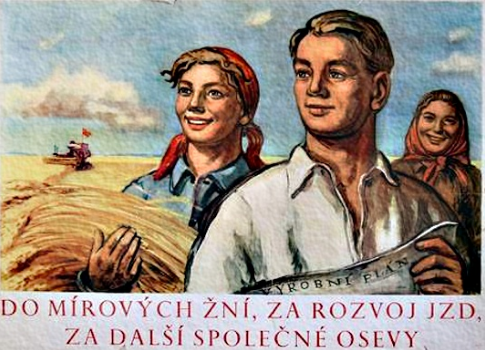 VÝROBNÍ PLÁN
DO MÍROVÝCH ŽNÍ, ZA ROZVOJ JZD,
ZA DALŠÍ SPOLEČNÉ OSEVY